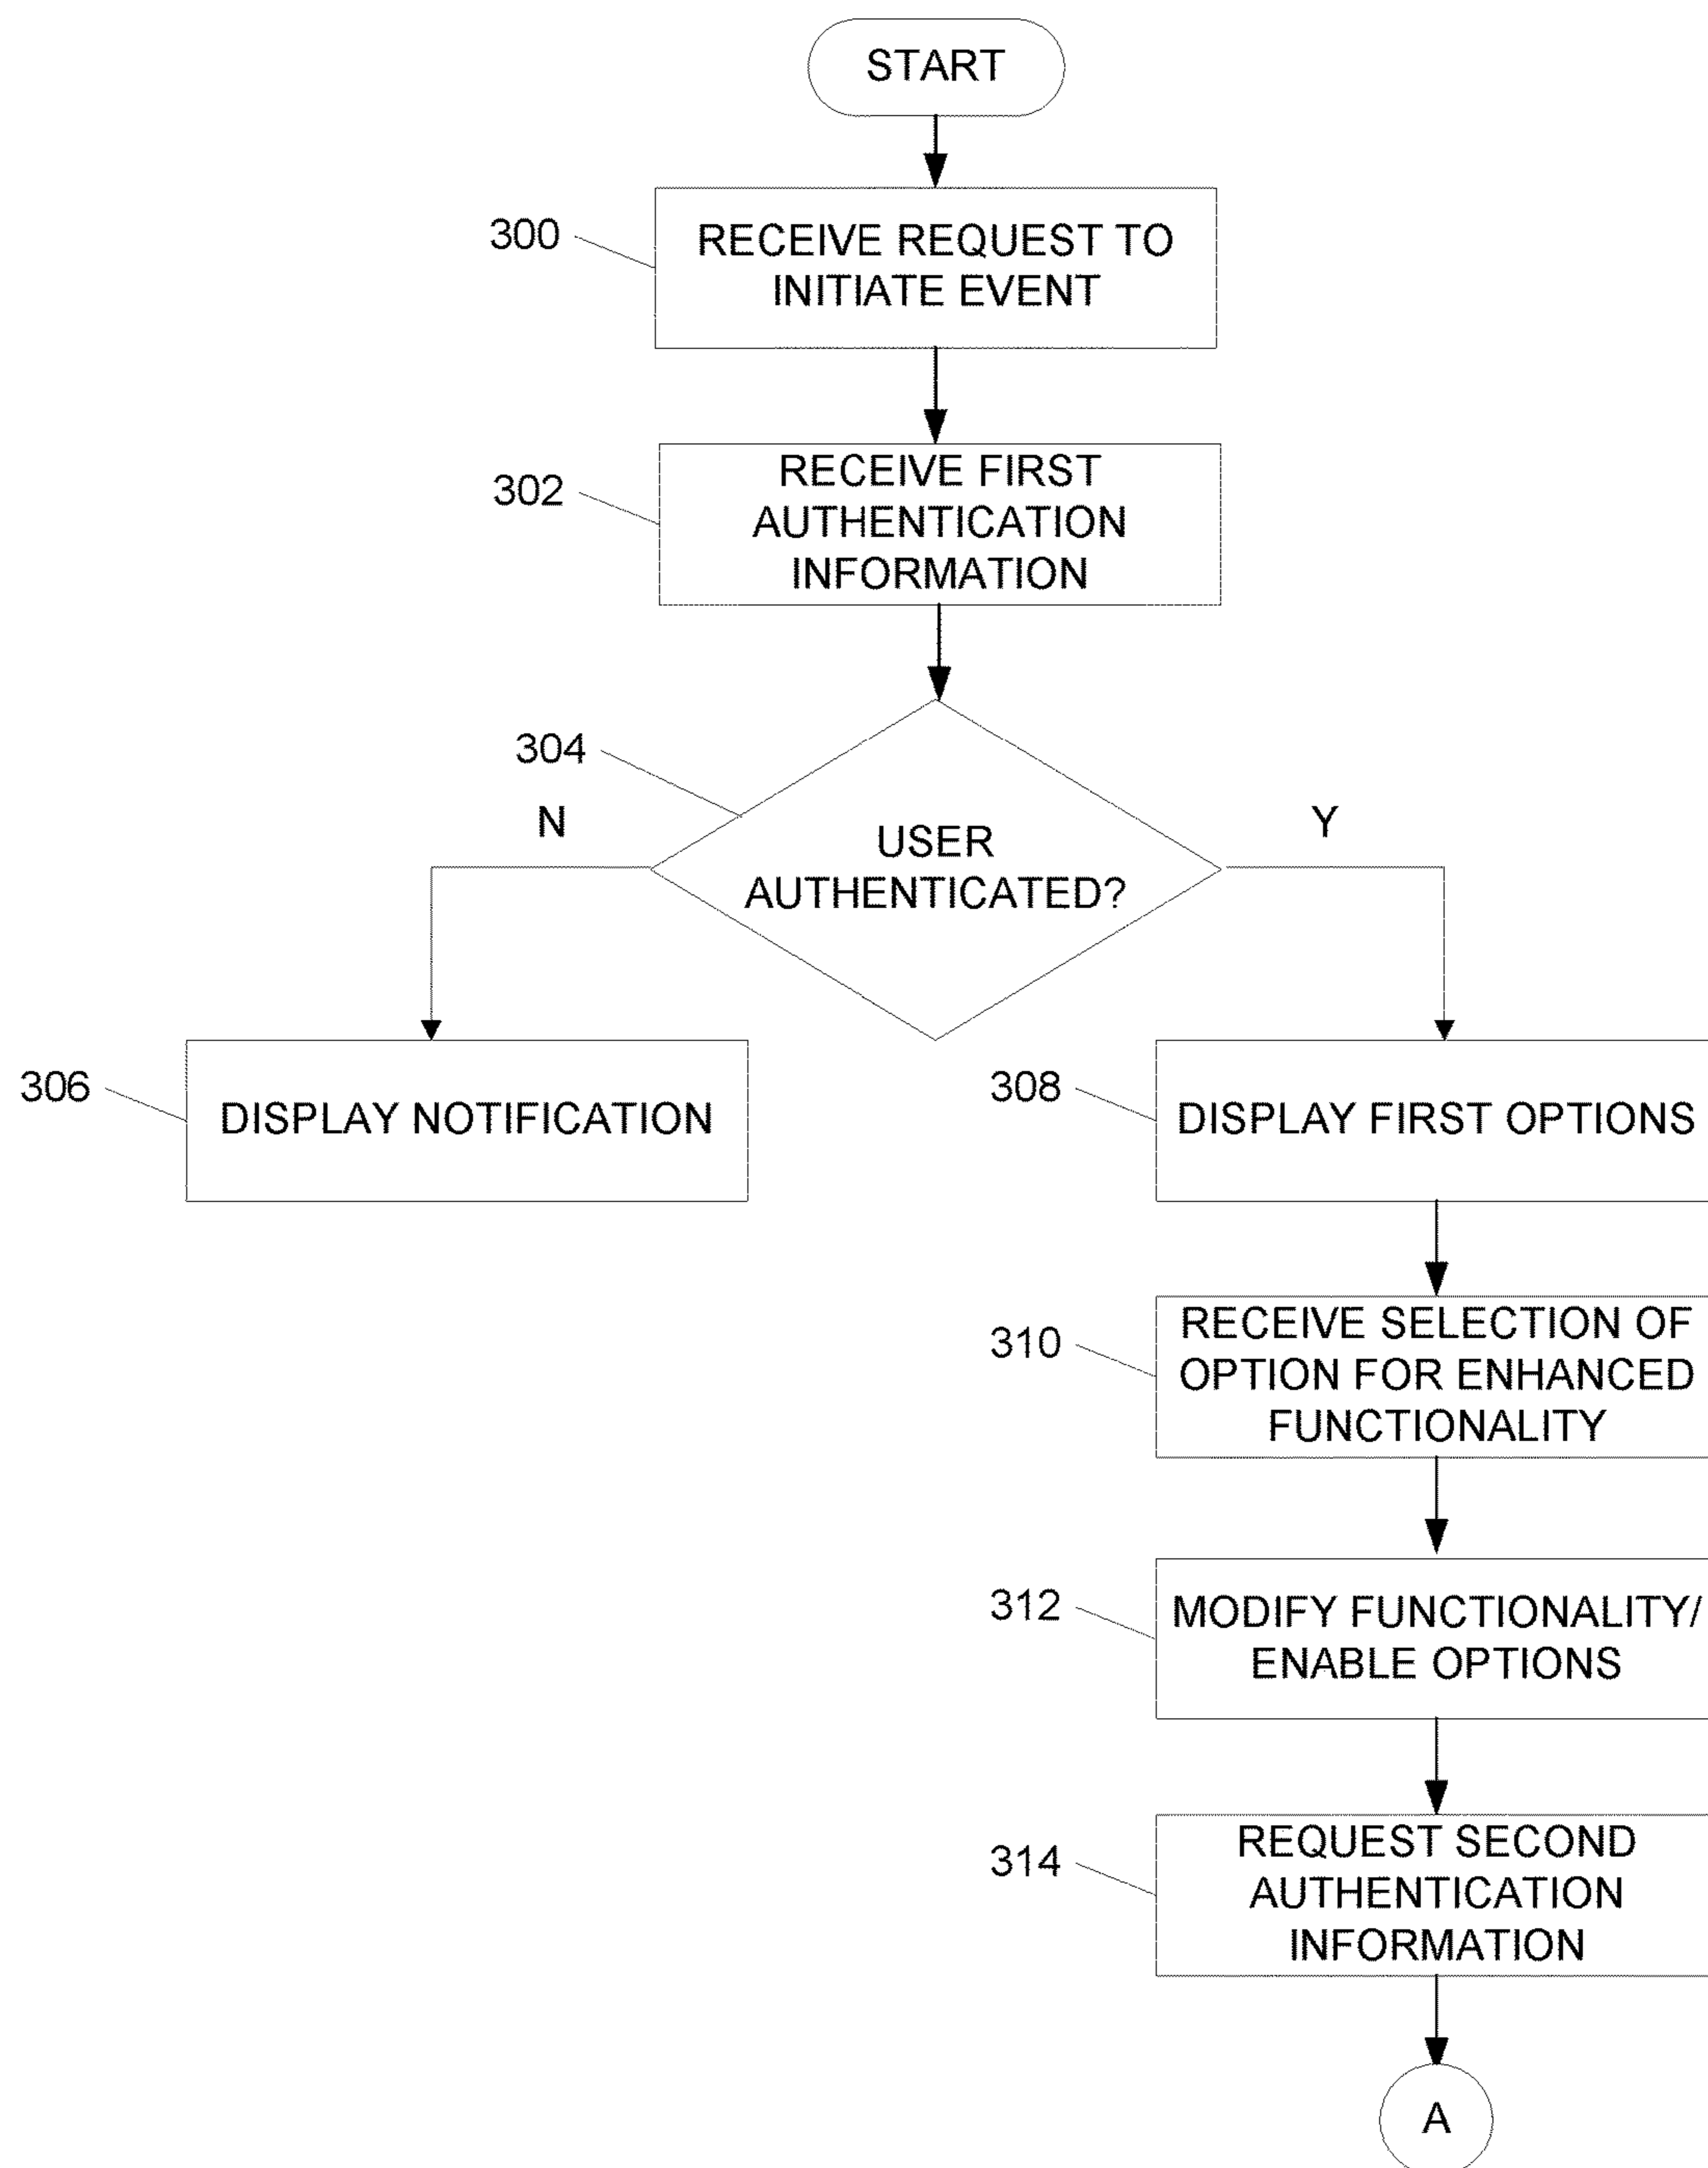 START
300
RECEIVE REQUEST TO
INITIATE EVENT
302
RECEIVE FIRST
AUTHENTICATION
INFORMATION
304
N
Y
USER
AUTHENTICATED?
306
DISPLAY NOTIFICATION
308
DISPLAY FIRST OPTIONS
310
RECEIVE SELECTION OF
OPTION FOR ENHANCED
FUNCTIONALITY
312
MODIFY FUNCTIONALITY/
ENABLE OPTIONS
314
REQUEST SECOND
AUTHENTICATION
INFORMATION
A